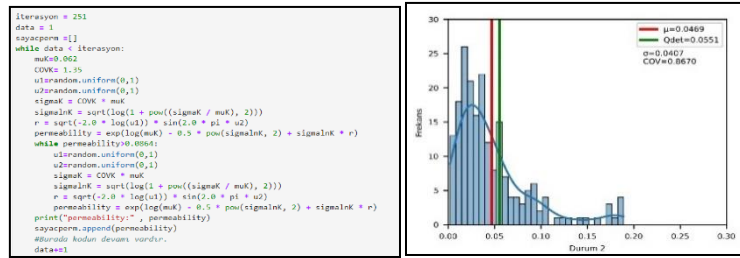 iterasyon = 251
data = 1
sayacperm =[]
while data < iterasyon:
    muK=0.062
    COVK= 1.35
    u1=random.uniform(0,1)
    u2=random.uniform(0,1)
    sigmaK = COVK * muK
    sigmalnK = sqrt(log(1 + pow((sigmaK / muK), 2)))
    r = sqrt(-2.0 * log(u1)) * sin(2.0 * pi * u2)
    permeability = exp(log(muK) - 0.5 * pow(sigmalnK, 2) + sigmalnK * r)
    while permeability>0.0864:
        u1=random.uniform(0,1)
        u2=random.uniform(0,1)
        sigmaK = COVK * muK
        sigmalnK = sqrt(log(1 + pow((sigmaK / muK), 2)))
        r = sqrt(-2.0 * log(u1)) * sin(2.0 * pi * u2)
        permeability = exp(log(muK) - 0.5 * pow(sigmalnK, 2) + sigmalnK * r)
    print("permeability:" , permeability)
    sayacperm.append(permeability)
    #Burada kodun devamı vardır.
    data+=1
μ=0.0469
Qdet=0.0551
σ=0.0407
COV=0.8670
Frekans
30
25
20
15
10
5
0
0.00 0.05 0.10 0.15 0.20 0.25 0.30
Durum 2